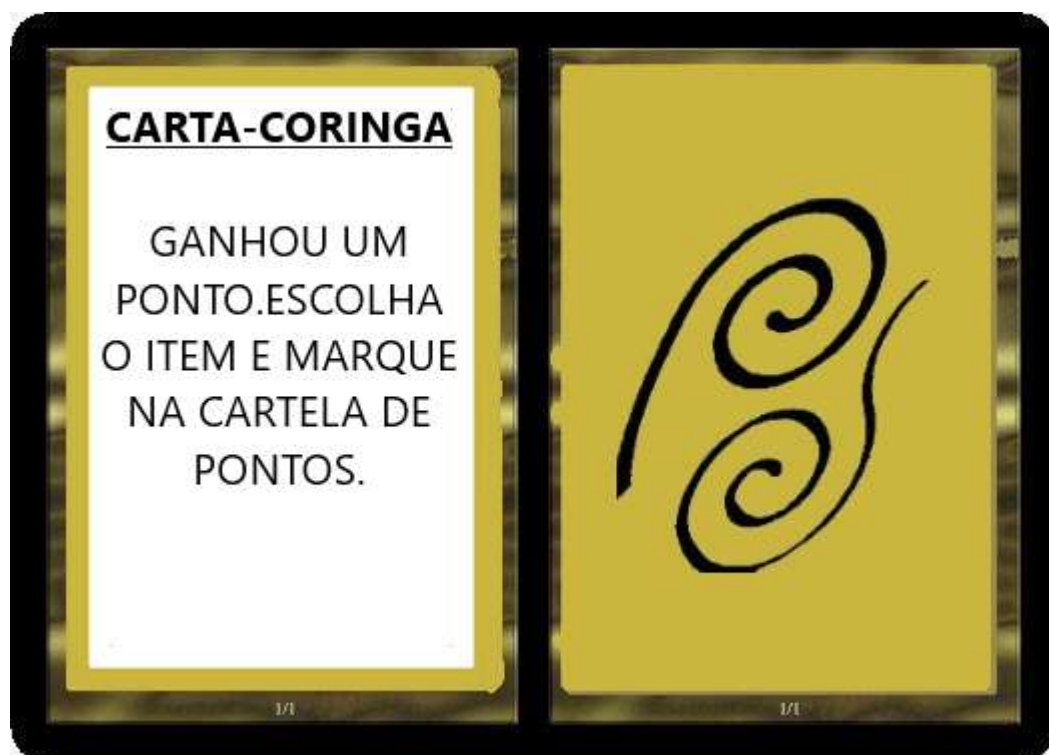 CARTA-CORINGA
GANHOU UM
PONTO.ESCOLHA
O ITEM E MARQUE
NA CARTELA DE
PONTOS.
1/1
1/1